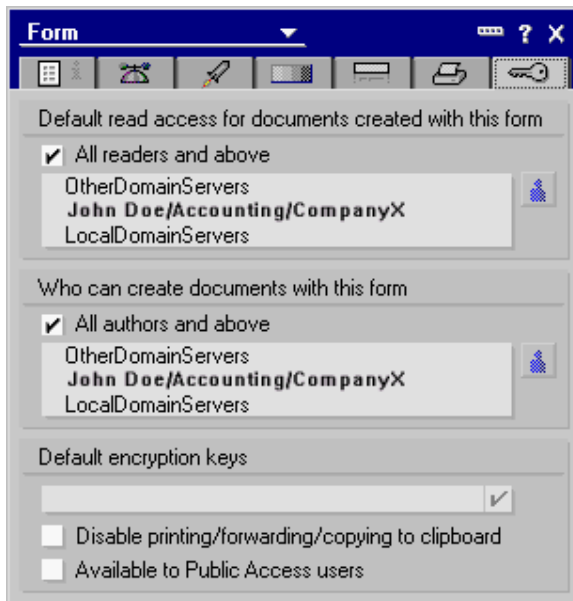 Form
? X
Default read access for documents created with this form
All readers and above
OtherDomainServers
John Doe/Accounting/CompanyX
LocalDomainServers
Who can create documents with this form
All authors and above
OtherDomainServers
John Doe/Accounting/CompanyX
LocalDomainServers
Default encryption keys
Disable printing/forwarding/copying to clipboard
Available to Public Access users